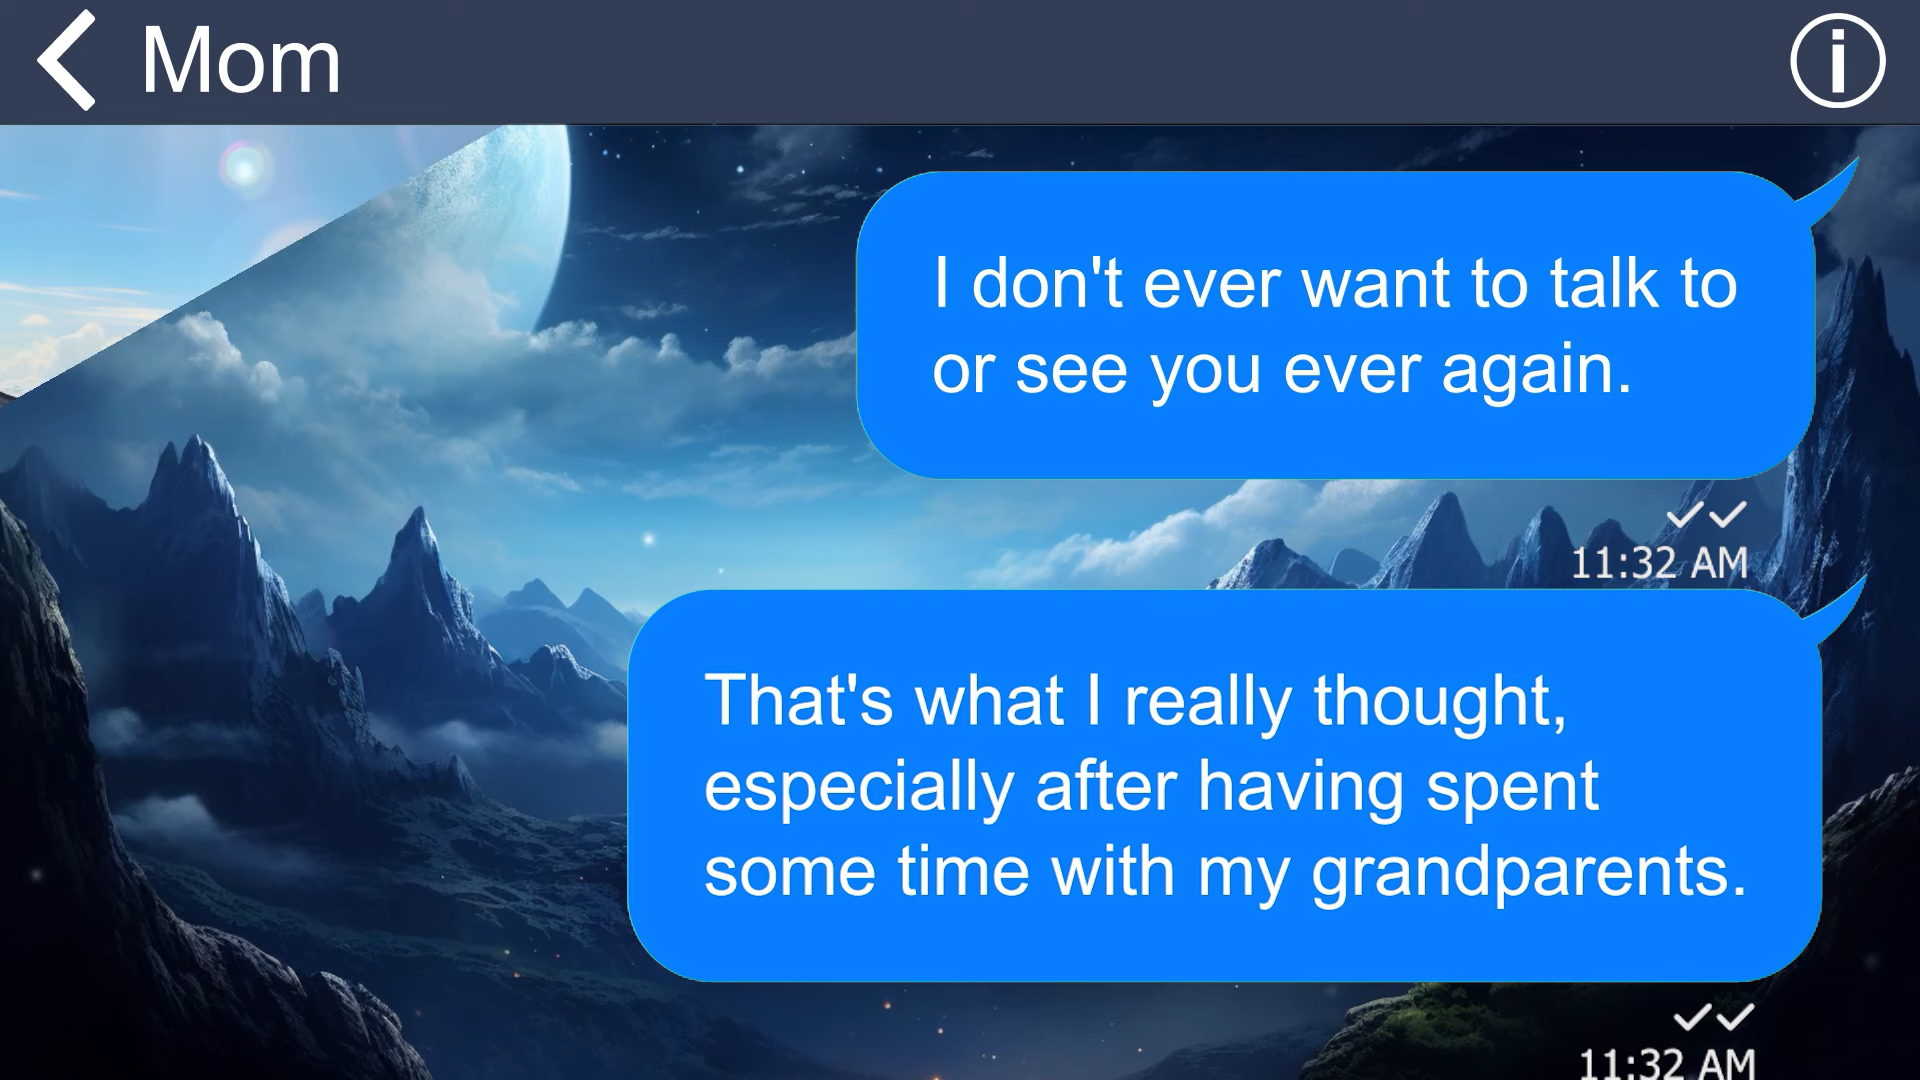 Mom
I don't ever want to talk to
or see you ever again.
11:32 AM
That's what I really thought,
especially after having spent
some time with my grandparents.
11:32 AM